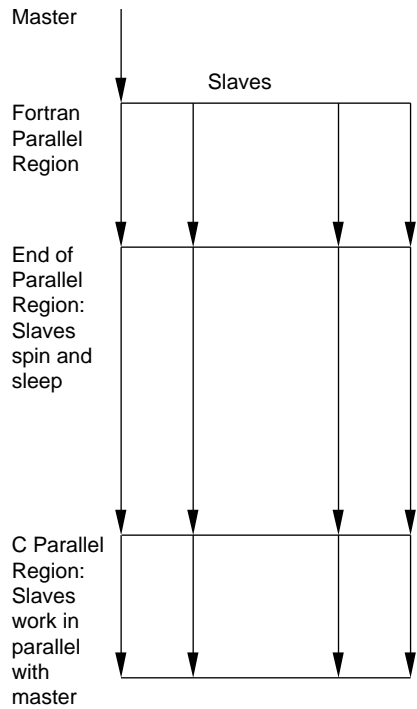 Master
Slaves
Fortran
Parallel
Region
End of
Parallel
Region:
Slaves
spin and
sleep
C Parallel
Region:
Slaves
work in
parallel
with
master